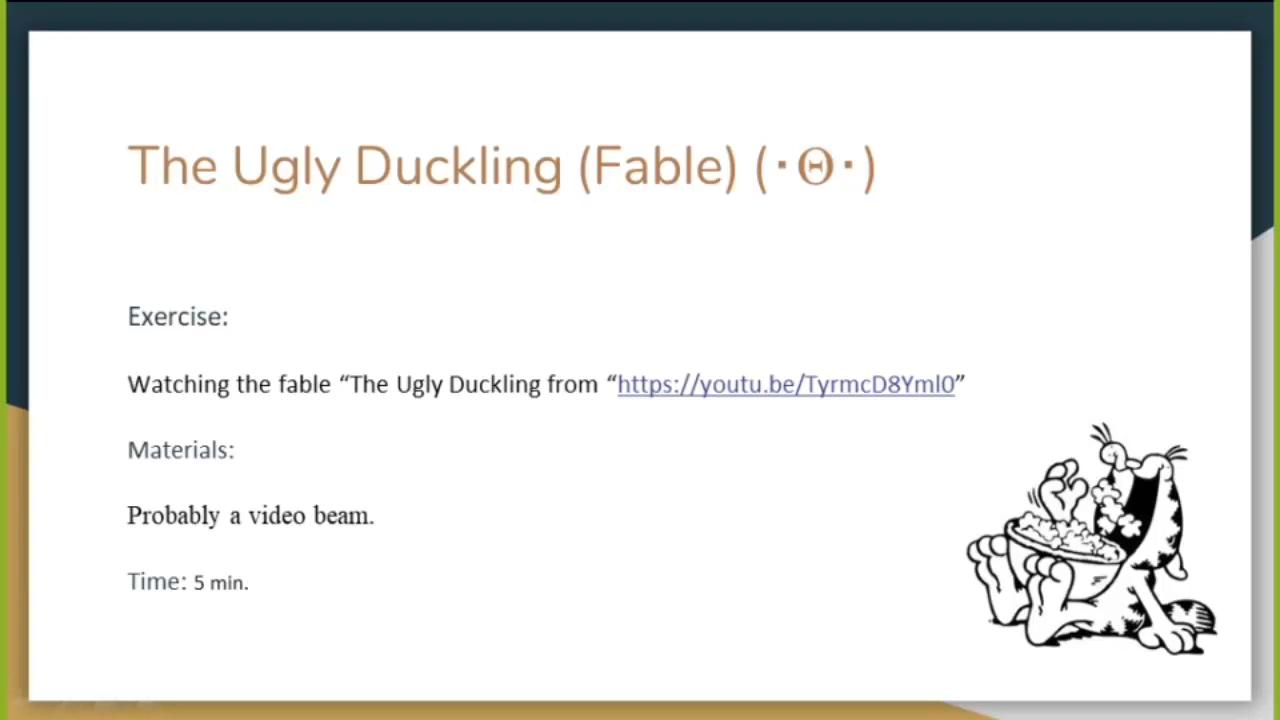 The Ugly Duckling (Fable) (･Θ･)
Exercise:
Watching the fable “The Ugly Duckling from “https://youtu.be/TyrmcD8Yml0”
Materials:
Probably a video beam.
Time: 5 min.